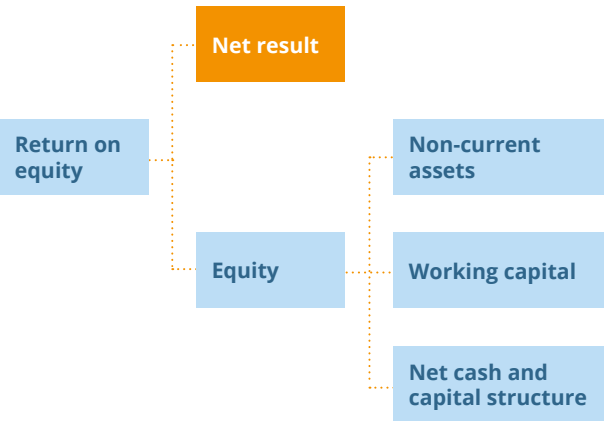 Net result
Return on
equity
Non-current
assets
Equity
Working capital
Net cash and
capital structure